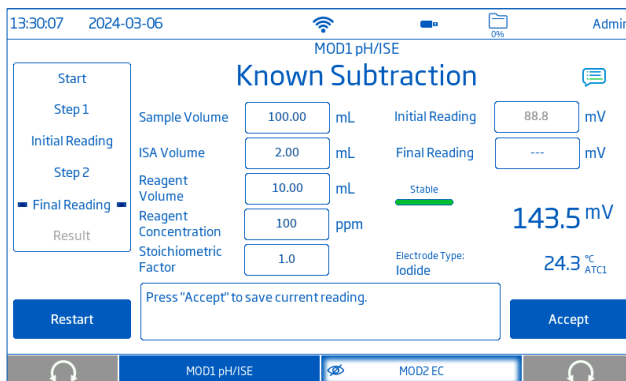 13:30:07 2024-03-06 0% Admin
MOD1 pH/ISE
Known Subtraction
Start
Step 1
Initial Reading
Step 2
Final Reading
Result
Sample Volume 100.00 mL Initial Reading 88.8 mV
ISA Volume 2.00 mL Final Reading --- mV
Reagent
Volume 10.00 mL Stable
Reagent
Concentration 100 ppm 143.5 mV
Stoichiometric
Factor 1.0 Electrode Type:
Iodide 24.3 °C
ATC1
Press "Accept" to save current reading.
Restart Accept
MOD1 pH/ISE MOD2 EC